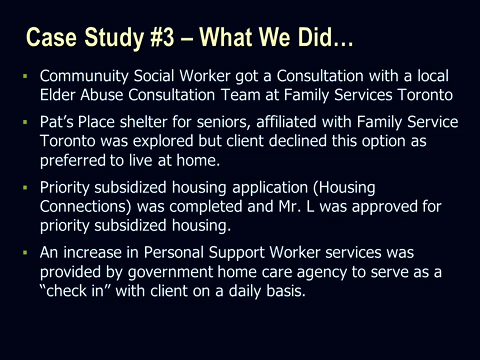 Case Study #3 – What We Did…
▪ Communuity Social Worker got a Consultation with a local
Elder Abuse Consultation Team at Family Services Toronto
▪ Pat’s Place shelter for seniors, affiliated with Family Service
Toronto was explored but client declined this option as
preferred to live at home.
▪ Priority subsidized housing application (Housing
Connections) was completed and Mr. L was approved for
priority subsidized housing.
▪ An increase in Personal Support Worker services was
provided by government home care agency to serve as a
“check in” with client on a daily basis.